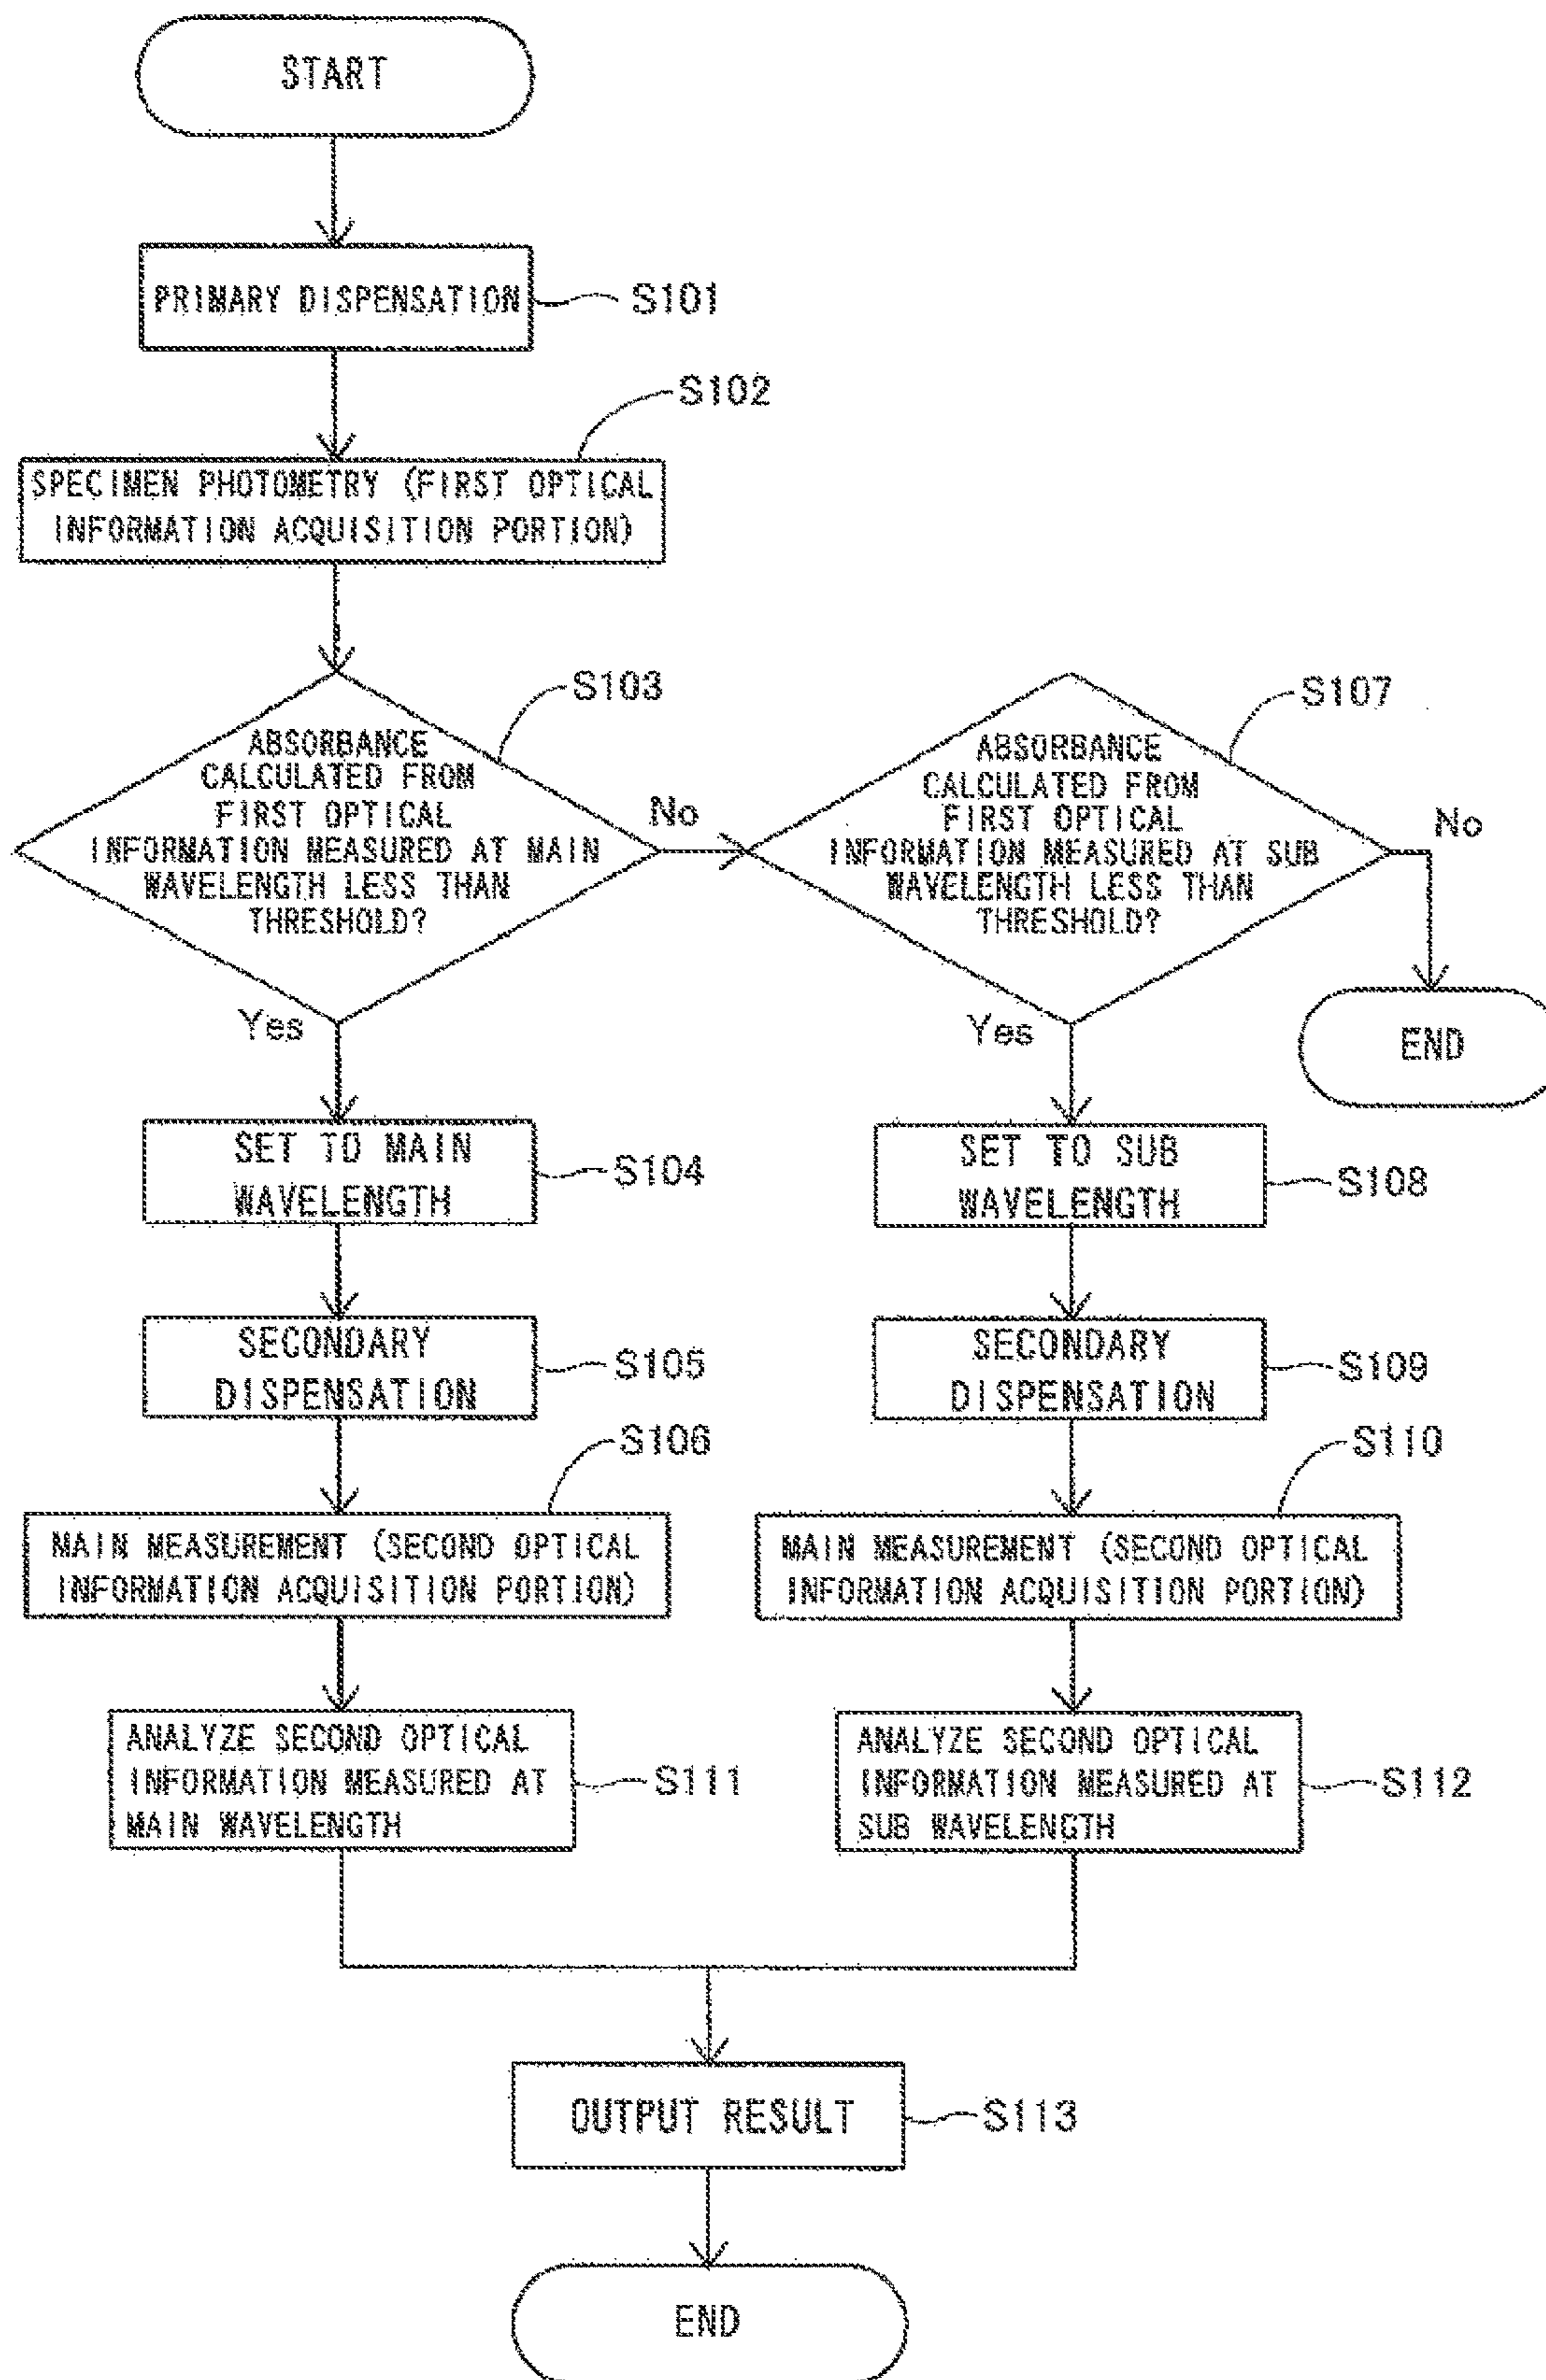 START
PRIMARY DISPENSATION
S101
S102
SPECIMEN PHOTOMETRY (FIRST OPTICAL
INFORMATION ACQUISITION PORTION)
S103
ABSORBANCE
CALCULATED FROM
FIRST OPTICAL
INFORMATION MEASURED AT MAIN
WAVELENGTH LESS THAN
THRESHOLD?
No
Yes
S107
ABSORBANCE
CALCULATED FROM
FIRST OPTICAL
INFORMATION MEASURED AT SUB
WAVELENGTH LESS THAN
THRESHOLD?
No
Yes
END
SET TO MAIN
WAVELENGTH
S104
SET TO SUB
WAVELENGTH
S108
SECONDARY
DISPENSATION
S105
SECONDARY
DISPENSATION
S109
S106
MAIN MEASUREMENT (SECOND OPTICAL
INFORMATION ACQUISITION PORTION)
S110
MAIN MEASUREMENT (SECOND OPTICAL
INFORMATION ACQUISITION PORTION)
ANALYZE SECOND OPTICAL
INFORMATION MEASURED AT
MAIN WAVELENGTH
S111
ANALYZE SECOND OPTICAL
INFORMATION MEASURED AT
SUB WAVELENGTH
S112
OUTPUT RESULT
S113
END